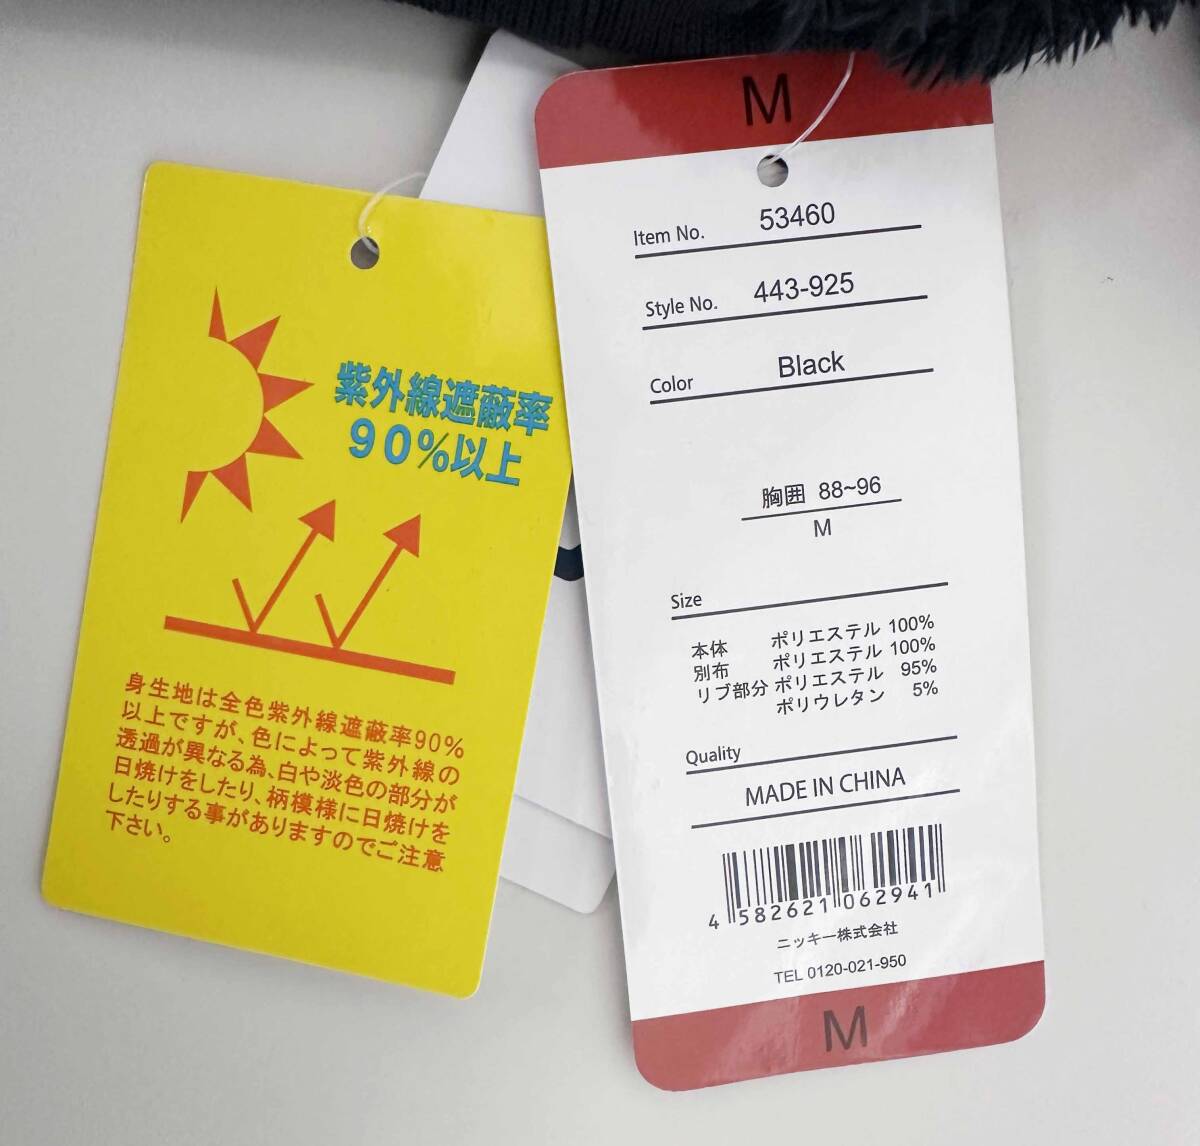 紫外線遮蔽率
90%以上
身生地は全色紫外線遮蔽率90%
以上ですが、色によって紫外線の
透過が異なる為、白や淡色の部分が
日焼けをしたり、柄模様に日焼けを
したりする事がありますのでご注意
下さい。
M
Item No. 53460
Style No. 443-925
Color Black
胸囲 88~96
M
Size
本体 ポリエステル 100%
別布 ポリエステル 100%
リブ部分 ポリエステル 95%
ポリウレタン 5%
Quality
MADE IN CHINA
4 582621 062941
ニッキー株式会社
TEL 0120-021-950
M